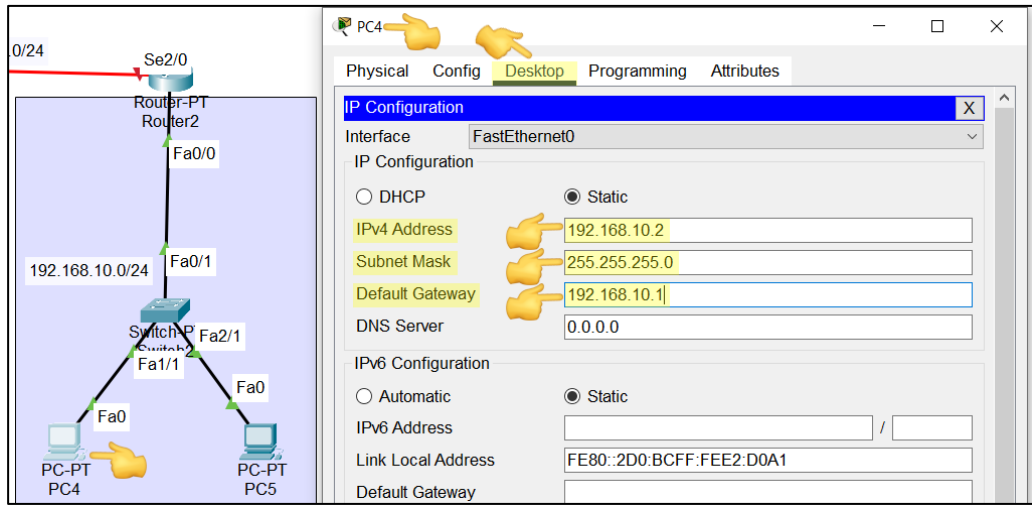 .0/24
Se2/0
Router-PT
Router2
Fa0/0
Fa0/1
192.168.10.0/24
Switch-P
Fa2/1
Switch2
Fa1/1
Fa0
Fa0
PC-PT
PC4
PC-PT
PC5
PC4
Physical Config Desktop Programming Attributes
IP Configuration X
Interface FastEthernet0
IP Configuration
DHCP Static
IPv4 Address 192.168.10.2
Subnet Mask 255.255.255.0
Default Gateway 192.168.10.1
DNS Server 0.0.0.0
IPv6 Configuration
Automatic Static
IPv6 Address /
Link Local Address FE80::2D0:BCFF:FEE2:D0A1
Default Gateway